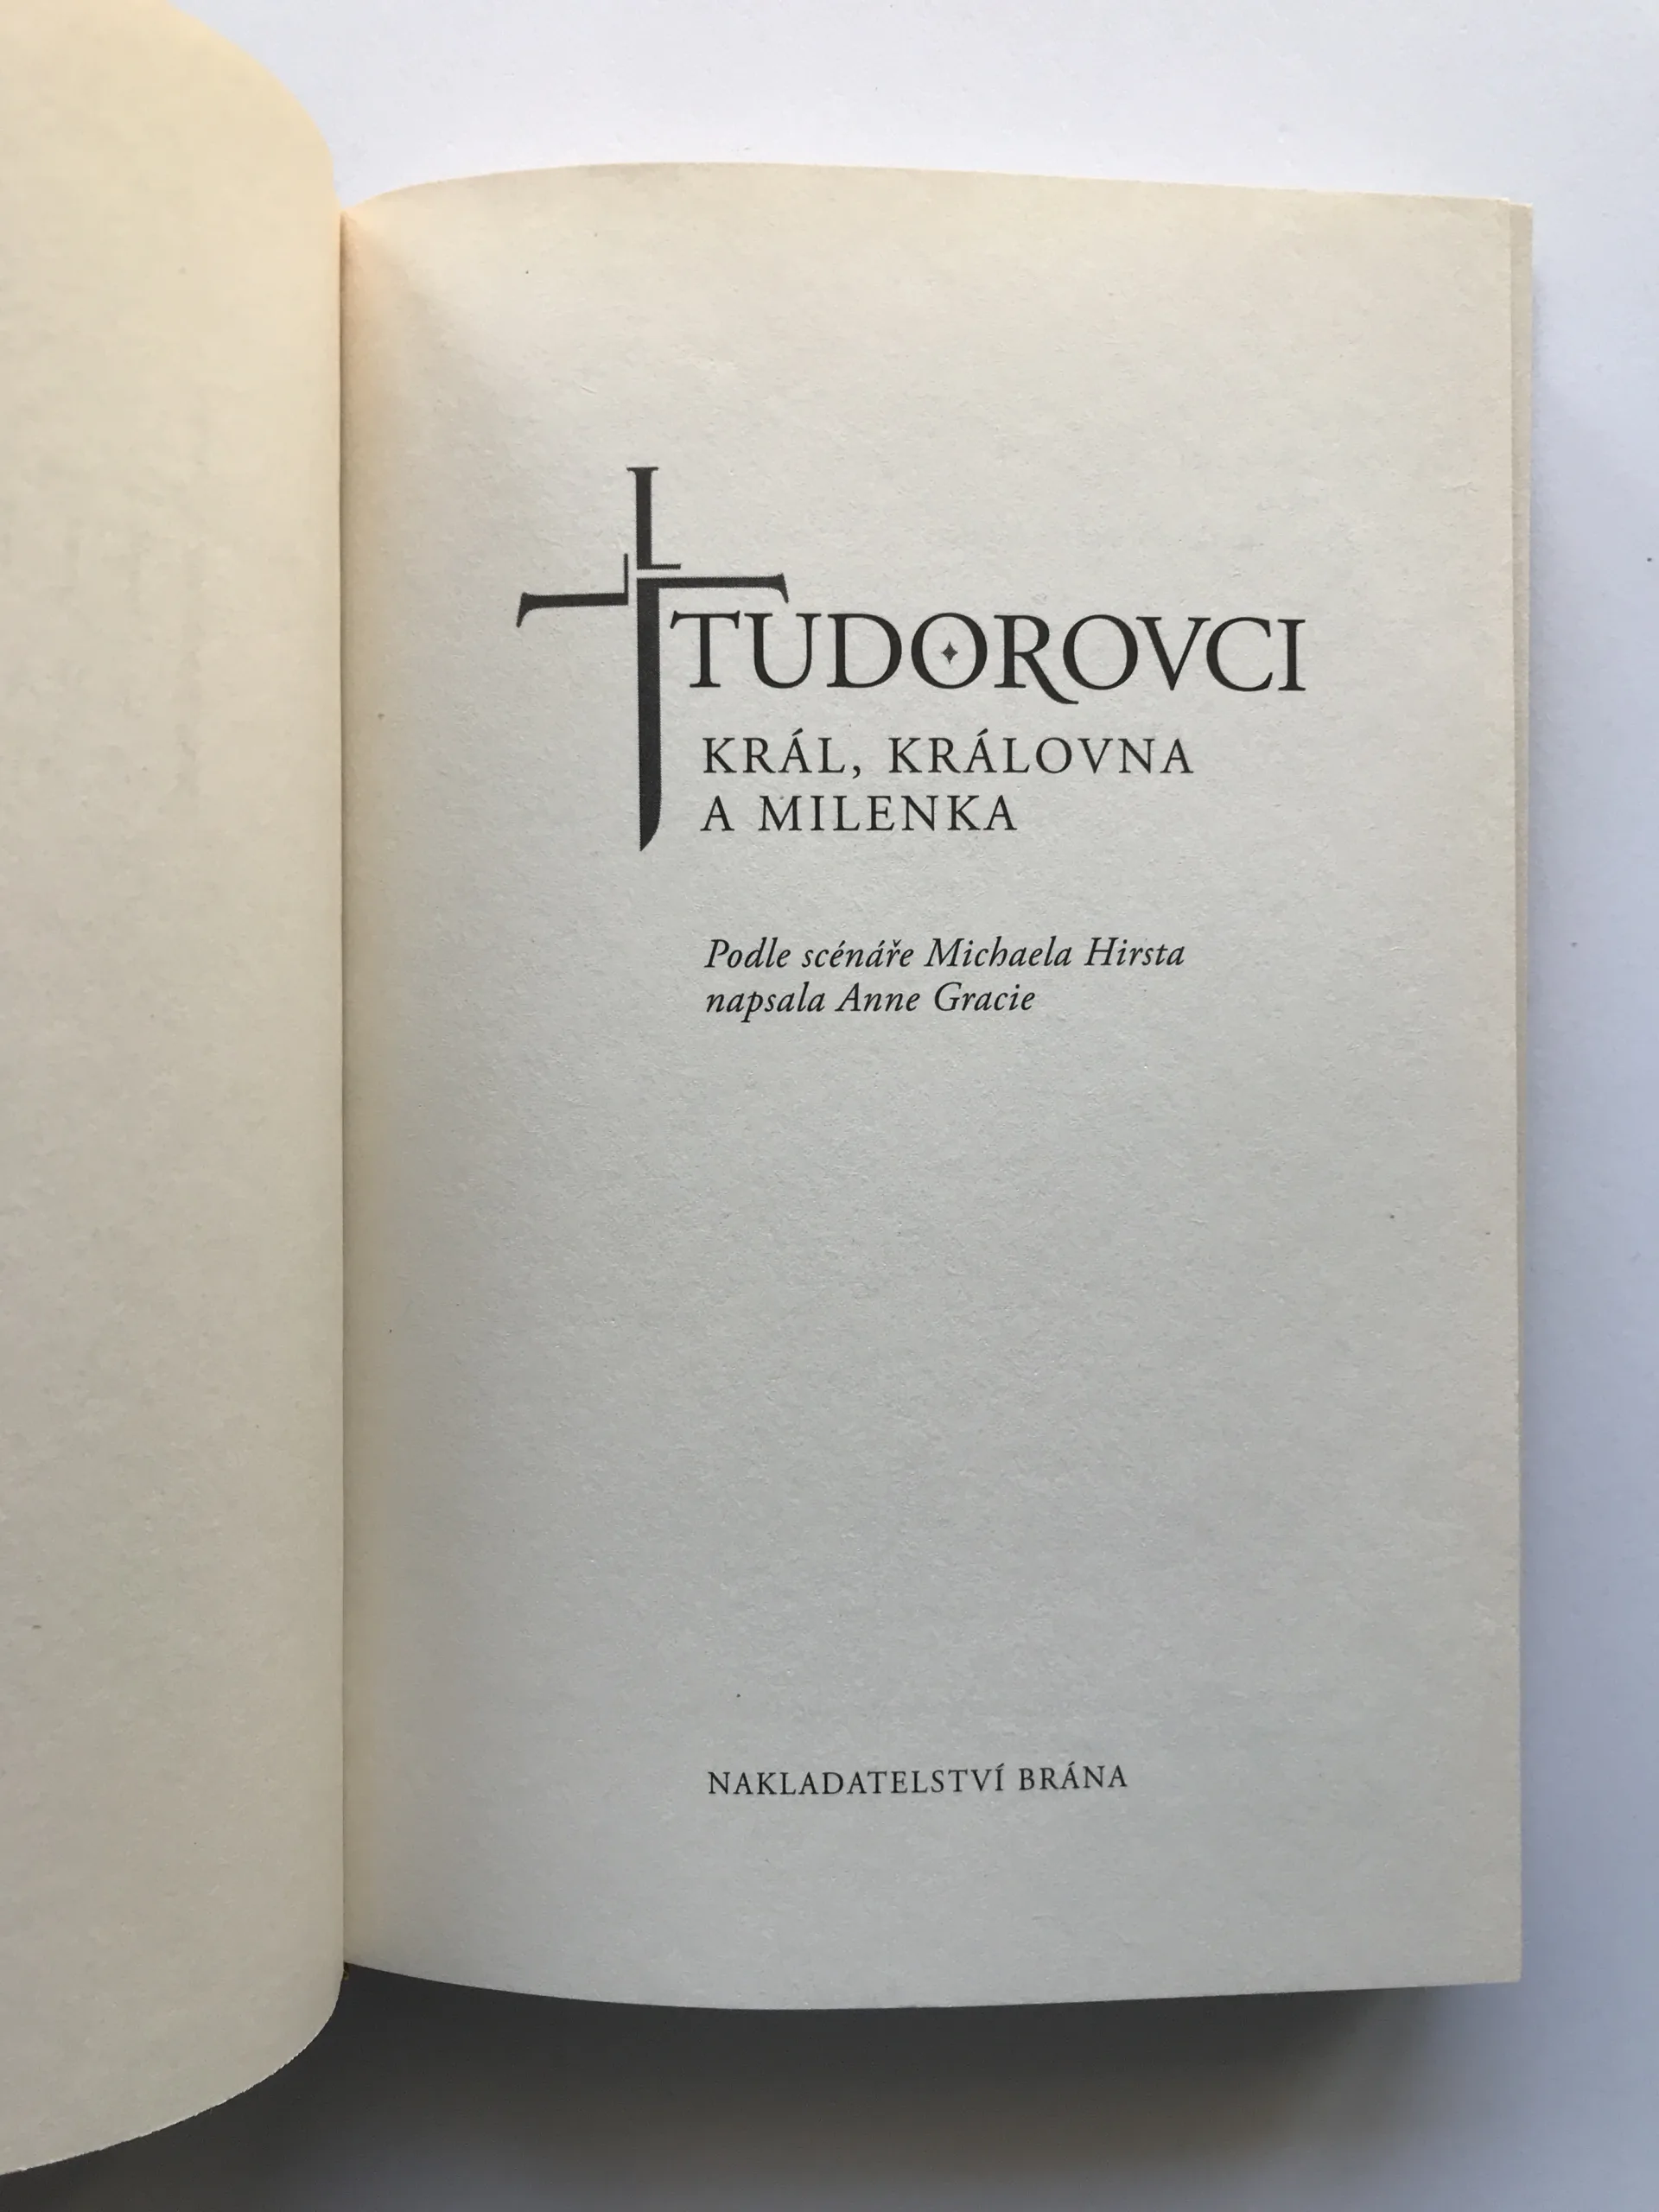 TUDOROVCI
KRÁL, KRÁLOVNA
A MILENKA
Podle scénáře Michaela Hirsta
napsala Anne Gracie
NAKLADATELSTVÍ BRÁNA